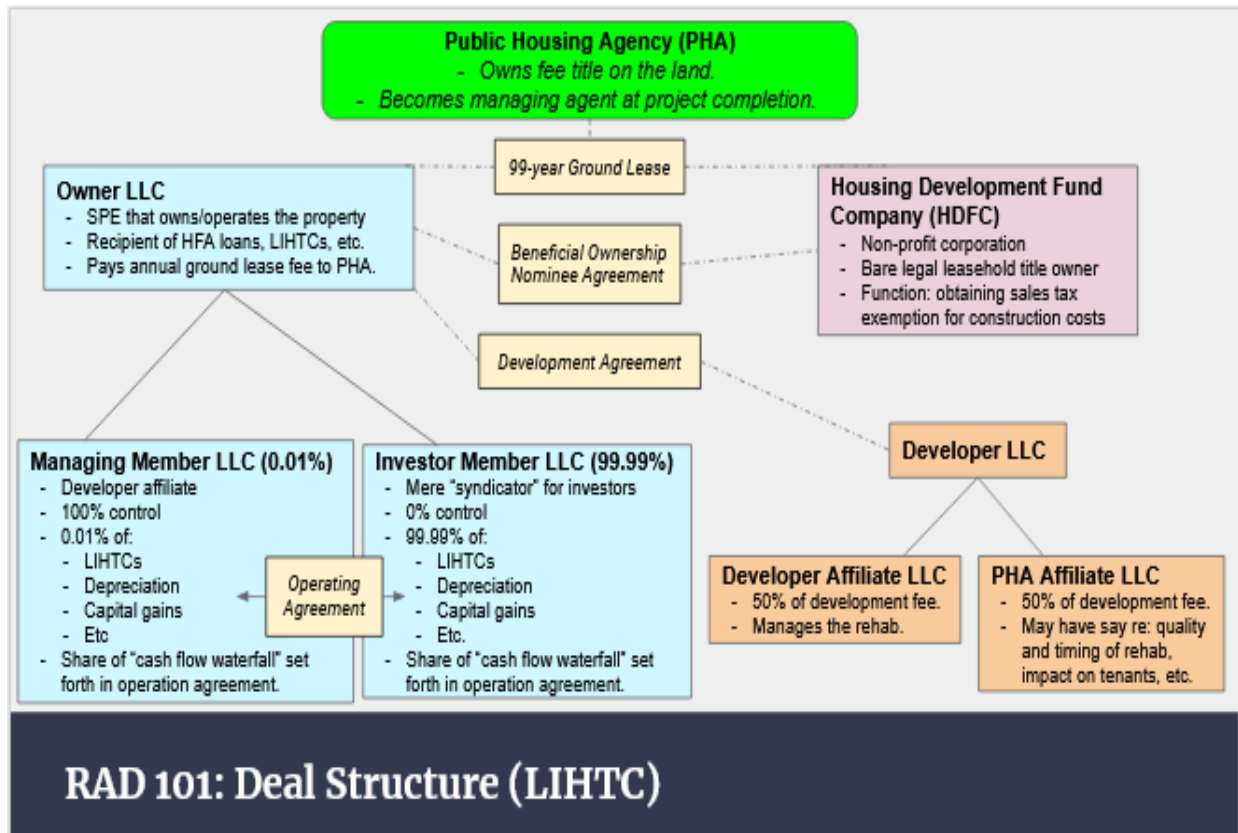 Public Housing Agency (PHA)
- Owns fee title on the land.
- Becomes managing agent at project completion.
99-year Ground Lease
Owner LLC
- SPE that owns/operates the property
- Recipient of HFA loans, LIHTCs, etc.
- Pays annual ground lease fee to PHA.
Beneficial Ownership
Nominee Agreement
Housing Development Fund
Company (HDFC)
- Non-profit corporation
- Bare legal leasehold title owner
- Function: obtaining sales tax
exemption for construction costs
Development Agreement
Managing Member LLC (0.01%)
- Developer affiliate
- 100% control
- 0.01% of:
- LIHTCs
- Depreciation
- Capital gains
- Etc
- Share of "cash flow waterfall" set
forth in operation agreement.
Operating
Agreement
Investor Member LLC (99.99%)
- Mere "syndicator" for investors
- 0% control
- 99.99% of:
- LIHTCs
- Depreciation
- Capital gains
- Etc.
- Share of "cash flow waterfall" set
forth in operation agreement.
Developer LLC
Developer Affiliate LLC
- 50% of development fee.
- Manages the rehab.
PHA Affiliate LLC
- 50% of development fee.
- May have say re: quality
and timing of rehab,
impact on tenants, etc.
RAD 101: Deal Structure (LIHTC)